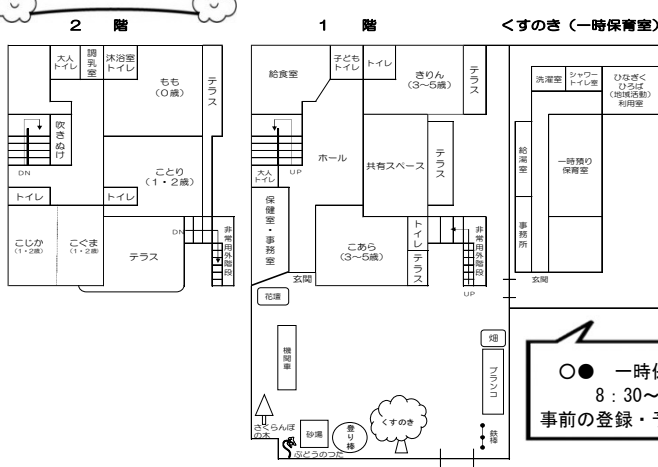 2 階
1 階
くすのき（一時保育室）
大人
トイレ
調乳室
沐浴室
トイレ
もも
（0歳）
テラス
吹きぬけ
DN
ことり
（1・2歳）
トイレ
トイレ
こじか
（1・2歳）
こぐま
（1・2歳）
テラス
DN
非常用外階段
給食室
子ども
トイレ
トイレ
きりん
（3～5歳）
テラス
UP
ホール
共有スペース
テラス
大人
トイレ
保健室・事務室
こあら
（3～5歳）
トイレ
テラス
非常用外階段
UP
玄関
花壇
機関車
畑
ブランコ
さくらんぼ
の木
砂場
登り棒
くすのき
鉄棒
ぶどうのつた
洗濯室
シャワー
トイレ室
ひなぎく
ひろば
（地域活動）
利用室
給湯室
一時預り
保育室
事務所
玄関
○● 一時保
8：30～
事前の登録・